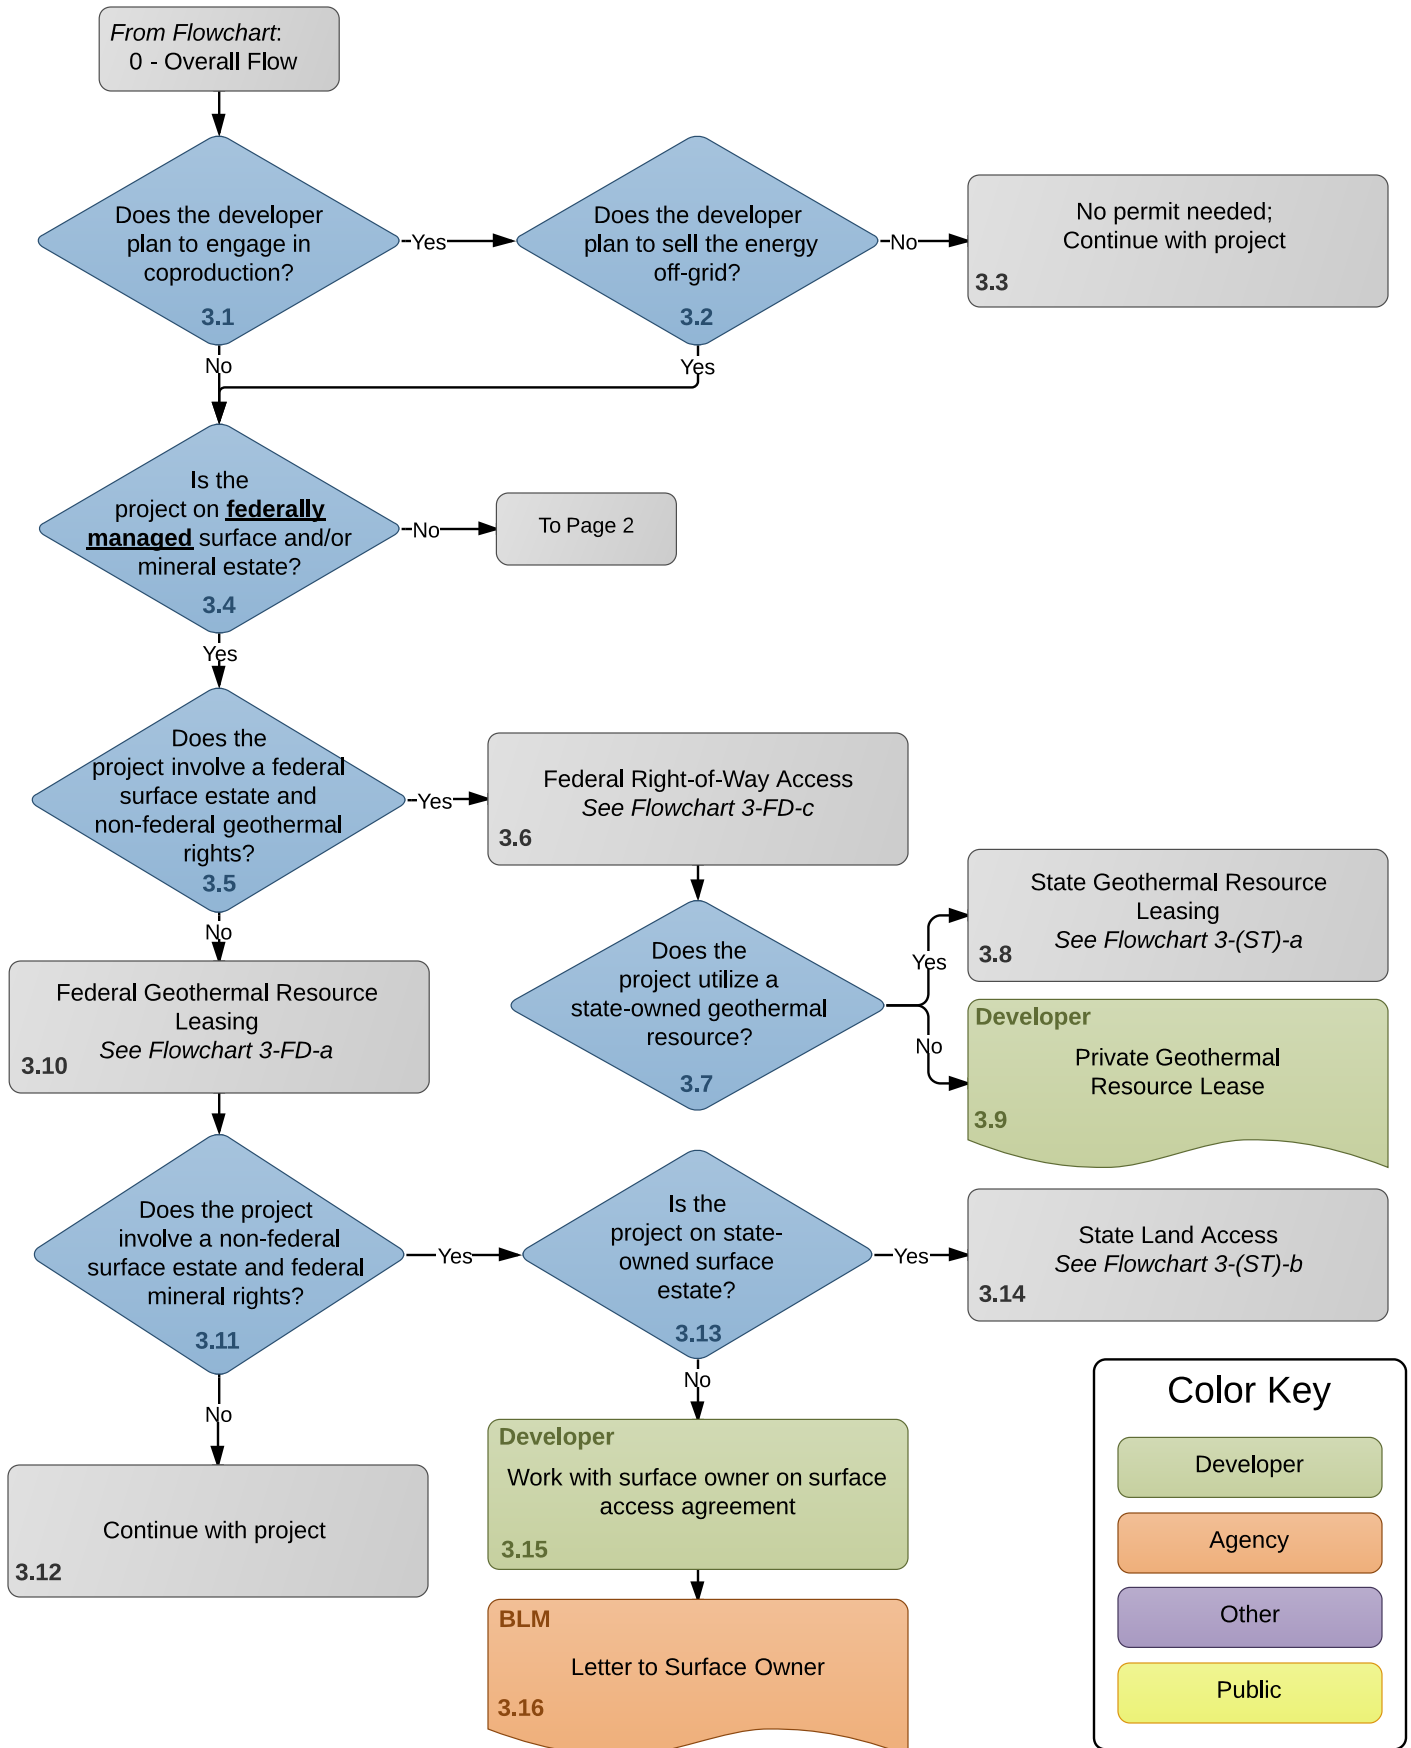 From Flowchart:
0 - Overall Flow
Does the developer
plan to engage in
coproduction?
3.1
Yes
No
Does the developer
plan to sell the energy
off-grid?
3.2
No
Yes
No permit needed;
Continue with project
3.3
Is the
project on federally
managed surface and/or
mineral estate?
3.4
No
Yes
To Page 2
Does the
project involve a federal
surface estate and
non-federal geothermal
rights?
3.5
Yes
No
Federal Right-of-Way Access
See Flowchart 3-FD-c
3.6
Does the
project utilize a
state-owned geothermal
resource?
3.7
Yes
No
State Geothermal Resource
Leasing
See Flowchart 3-(ST)-a
3.8
Developer
Private Geothermal
Resource Lease
3.9
Federal Geothermal Resource
Leasing
See Flowchart 3-FD-a
3.10
Does the project
involve a non-federal
surface estate and federal
mineral rights?
3.11
Yes
No
Continue with project
3.12
Is the
project on state-
owned surface
estate?
3.13
Yes
No
State Land Access
See Flowchart 3-(ST)-b
3.14
Developer
Work with surface owner on surface
access agreement
3.15
BLM
Letter to Surface Owner
3.16
Color Key
Developer
Agency
Other
Public